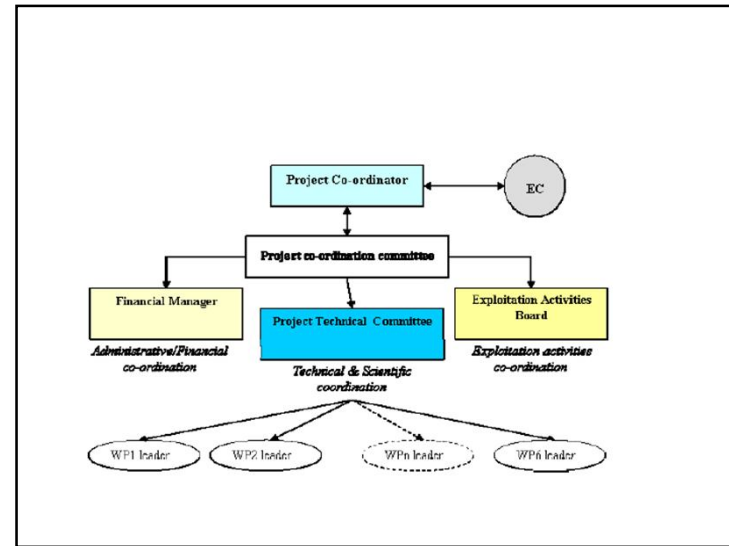 Project Co-ordinator
EC
Project co-ordination committee
Financial Manager
Project Technical Committee
Exploitation Activities
Board
Administrative/Financial
co-ordination
Technical & Scientific
coordination
Exploitation activities
co-ordination
WP1 leader
WP2 leader
WPn leader
WP6 leader